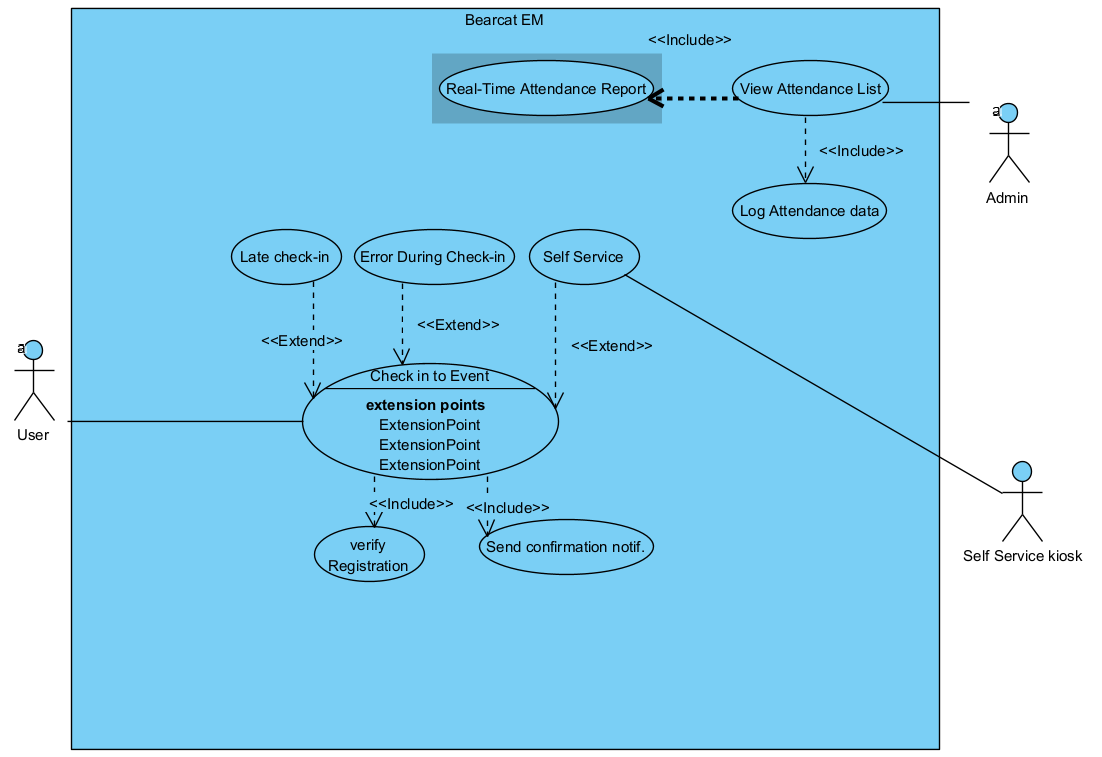 Bearcat EM
<<Include>>
Real-Time Attendance Report
View Attendance List
a
<<Include>>
Admin
Log Attendance data
Late check-in
Error During Check-in
Self Service
<<Extend>>
<<Extend>>
<<Extend>>
a
Check in to Event
extension points
ExtensionPoint
User
ExtensionPoint
ExtensionPoint
<<Include>>
<<Include>>
verify
Registration
Send confirmation notif.
Self Service kiosk